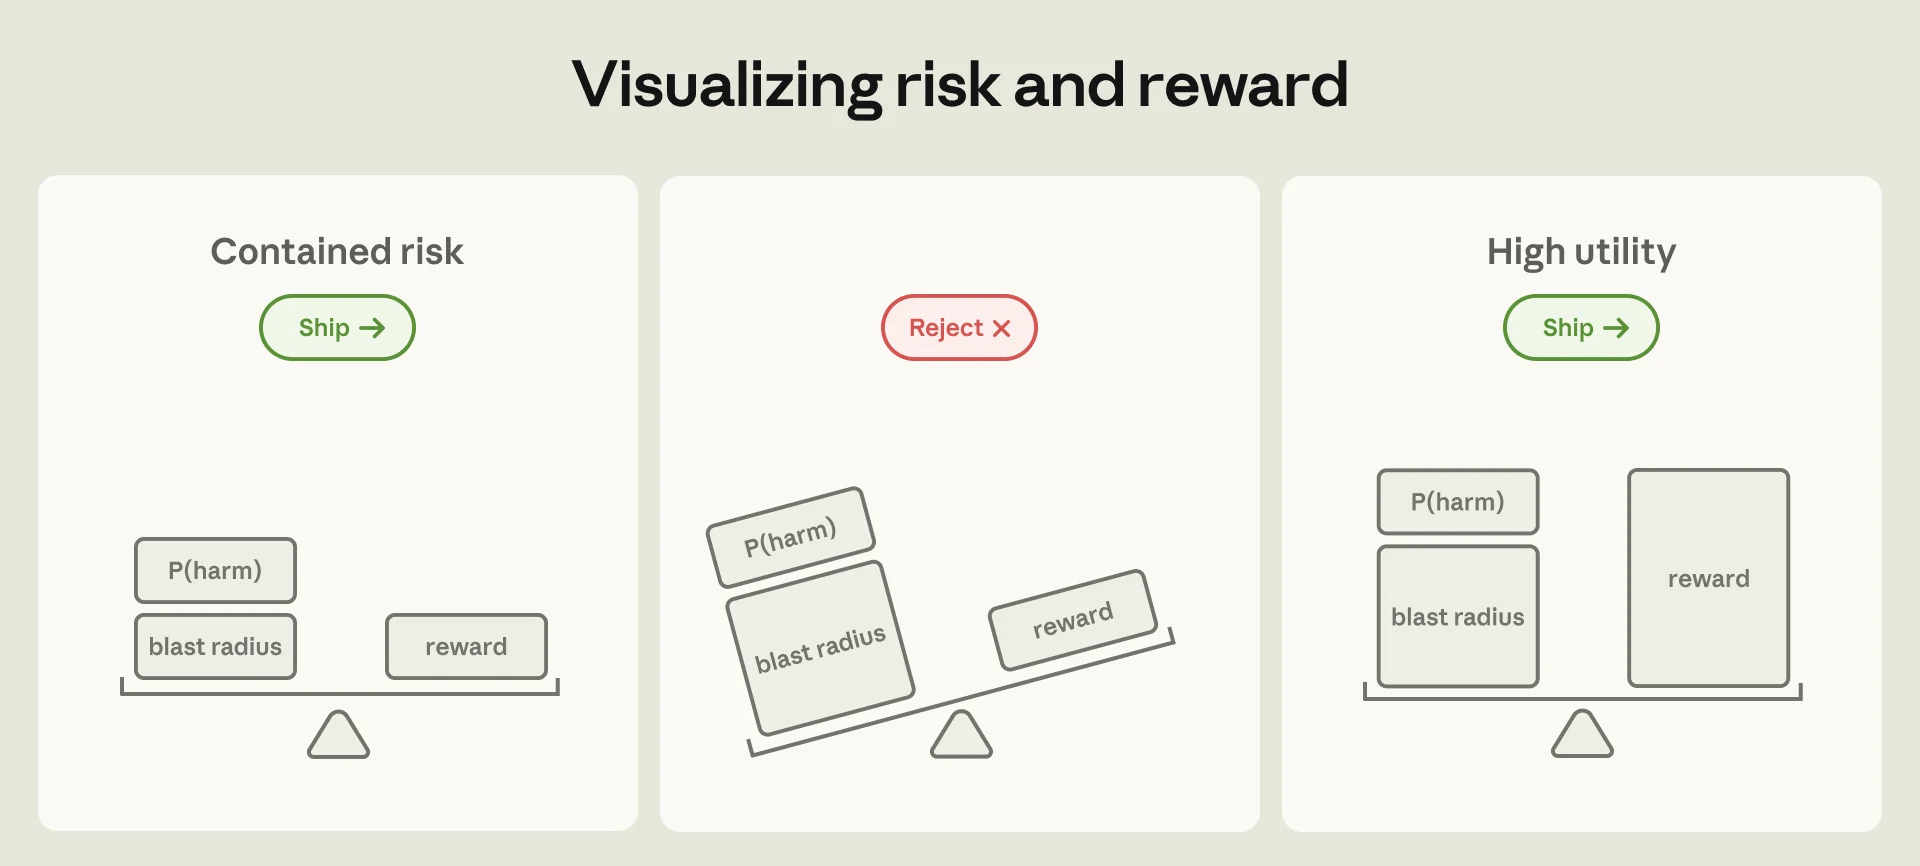 Visualizing risk and reward
Contained risk
Ship →
P(harm)
blast radius
reward
Reject ×
P(harm)
blast radius
reward
High utility
Ship →
P(harm)
blast radius
reward